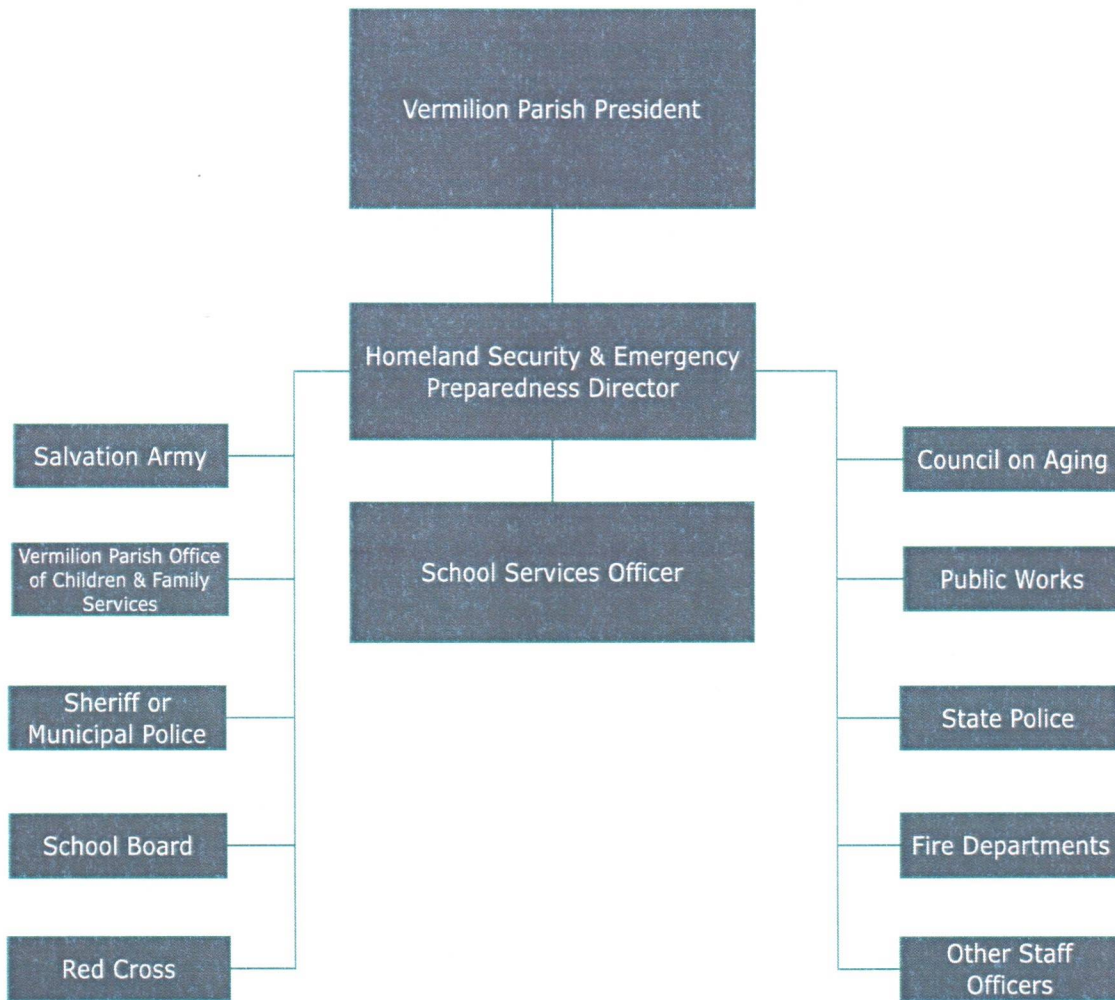 Vermilion Parish President
Homeland Security & Emergency
Preparedness Director
School Services Officer
Salvation Army
Vermilion Parish Office
of Children & Family
Services
Sheriff or
Municipal Police
School Board
Red Cross
Council on Aging
Public Works
State Police
Fire Departments
Other Staff
Officers